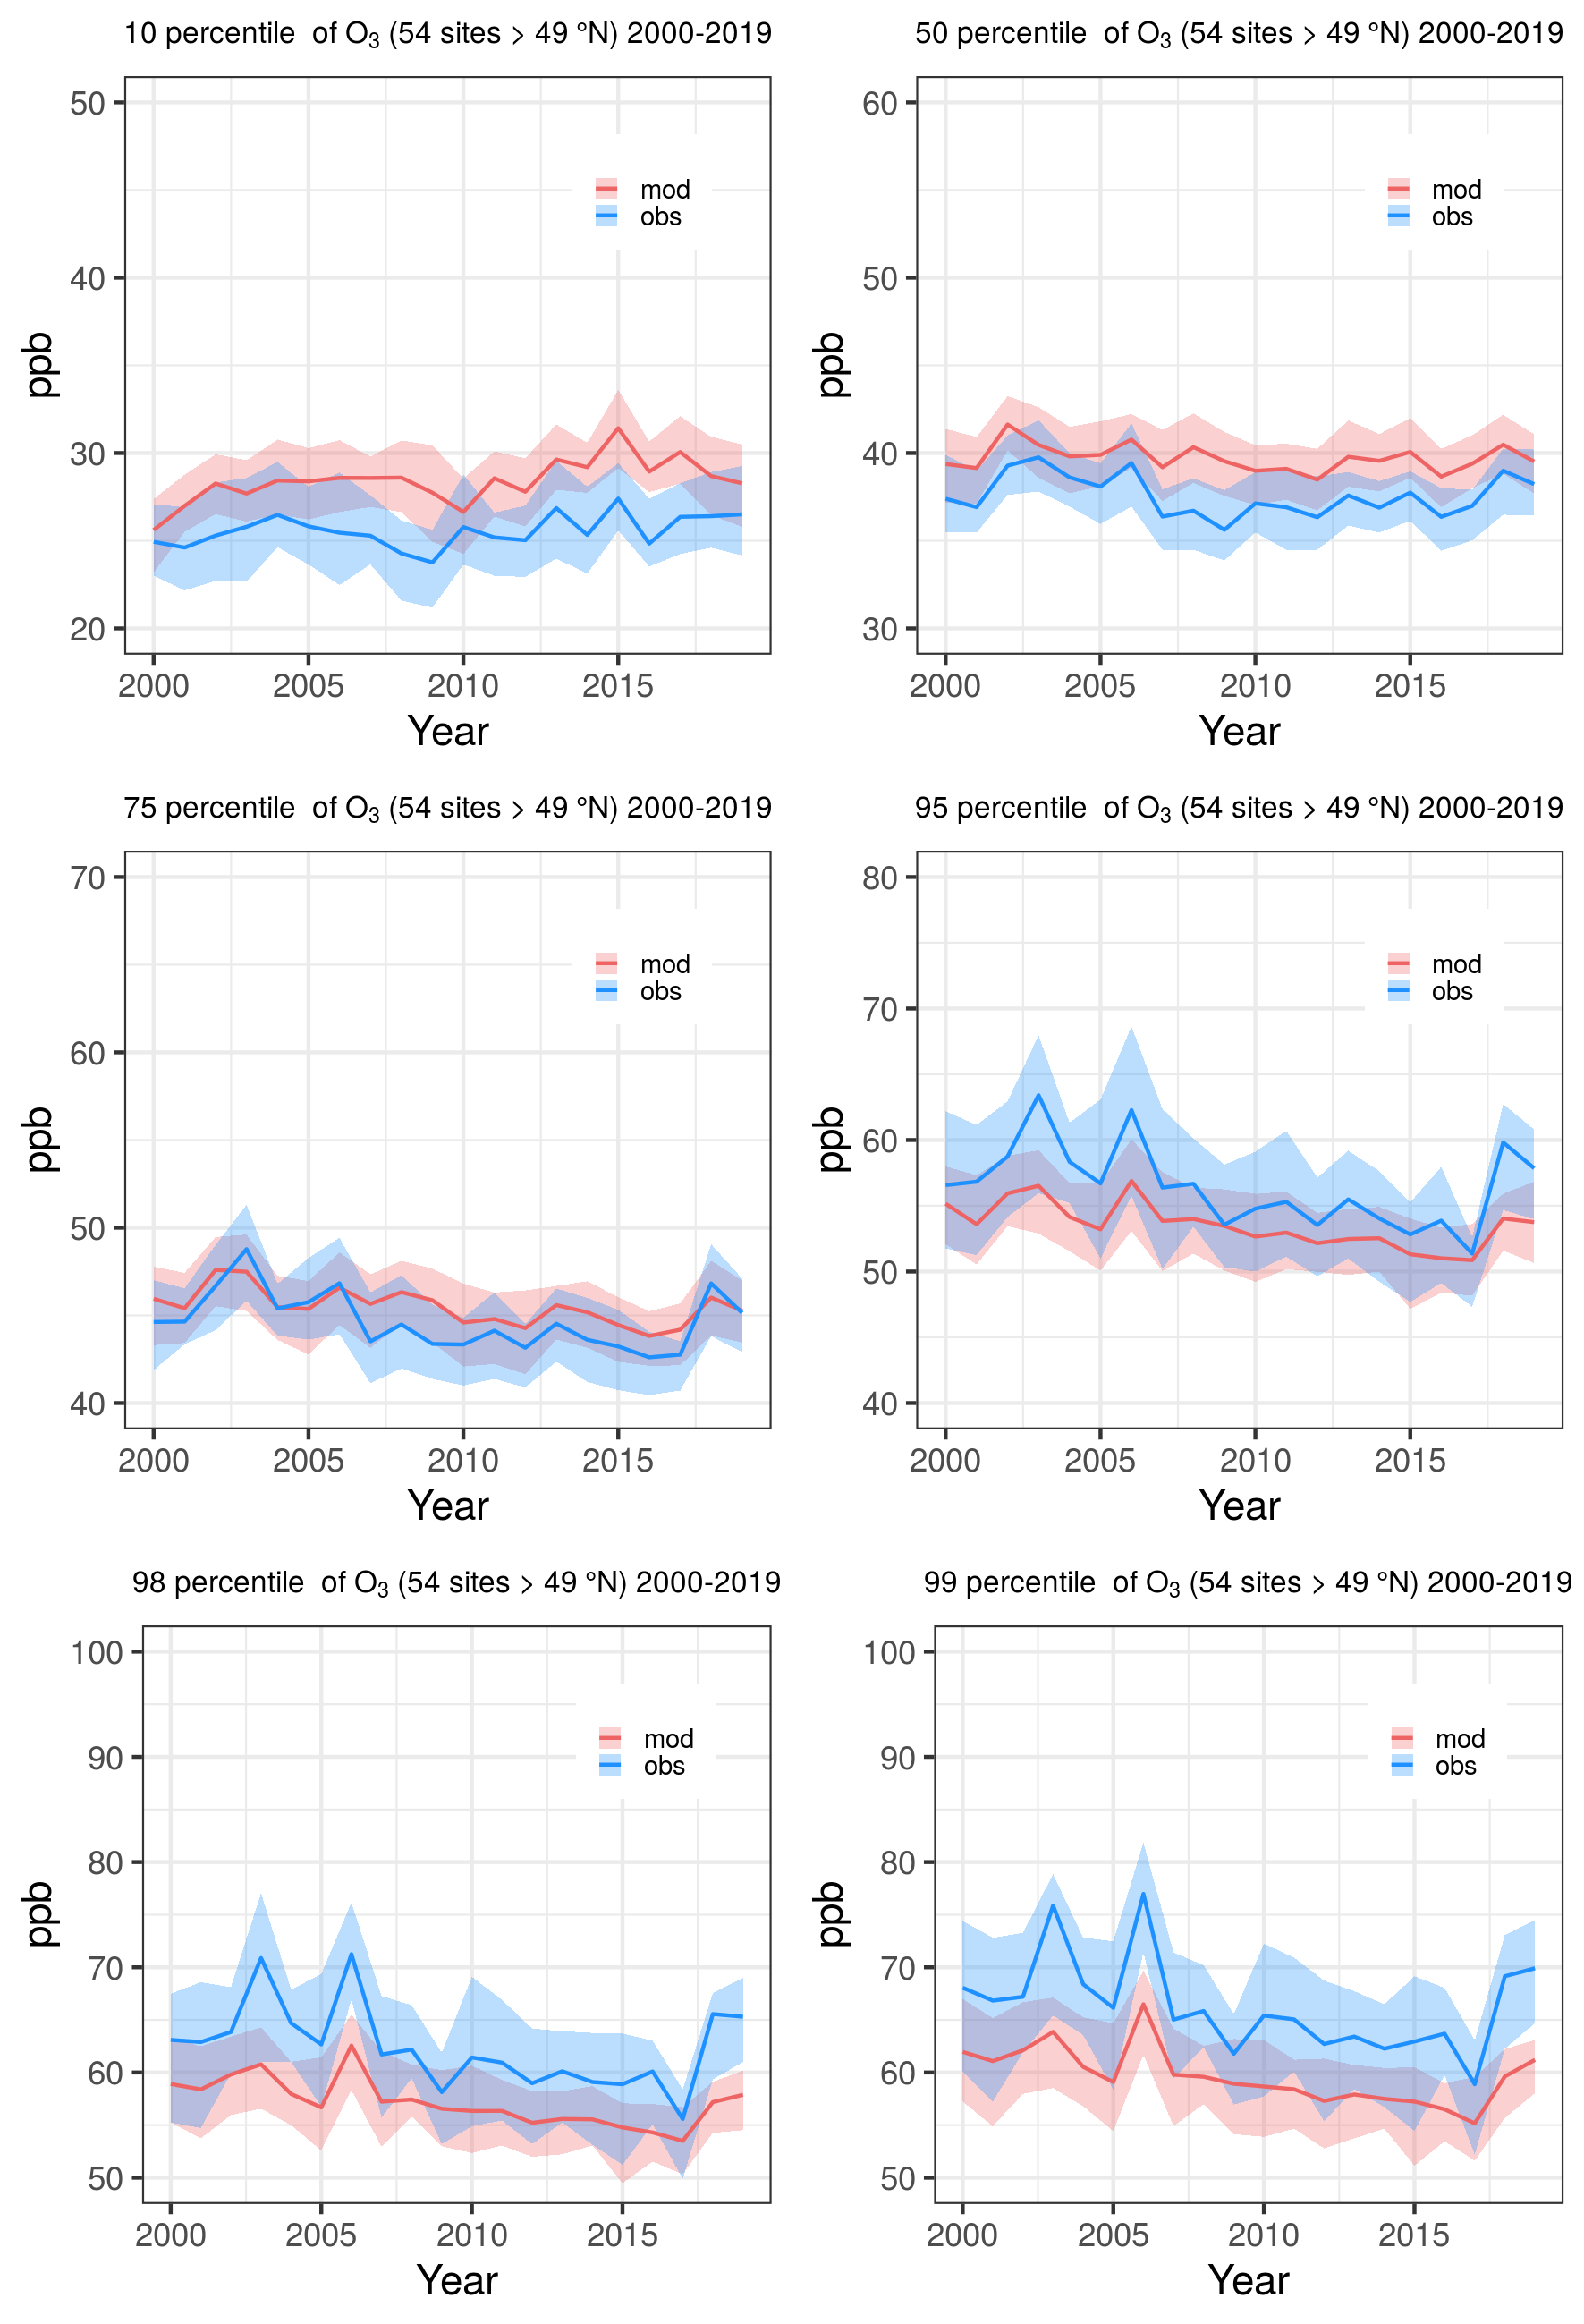 10 percentile  of O₃ (54 sites > 49 °N) 2000-2019
50
40
30
20
ppb
mod
obs
2000 2005 2010 2015
Year
50 percentile  of O₃ (54 sites > 49 °N) 2000-2019
60
50
40
30
ppb
mod
obs
2000 2005 2010 2015
Year
75 percentile  of O₃ (54 sites > 49 °N) 2000-2019
70
60
50
40
ppb
mod
obs
2000 2005 2010 2015
Year
95 percentile  of O₃ (54 sites > 49 °N) 2000-2019
80
70
60
50
40
ppb
mod
obs
2000 2005 2010 2015
Year
98 percentile  of O₃ (54 sites > 49 °N) 2000-2019
100
90
80
70
60
50
ppb
mod
obs
2000 2005 2010 2015
Year
99 percentile  of O₃ (54 sites > 49 °N) 2000-2019
100
90
80
70
60
50
ppb
mod
obs
2000 2005 2010 2015
Year